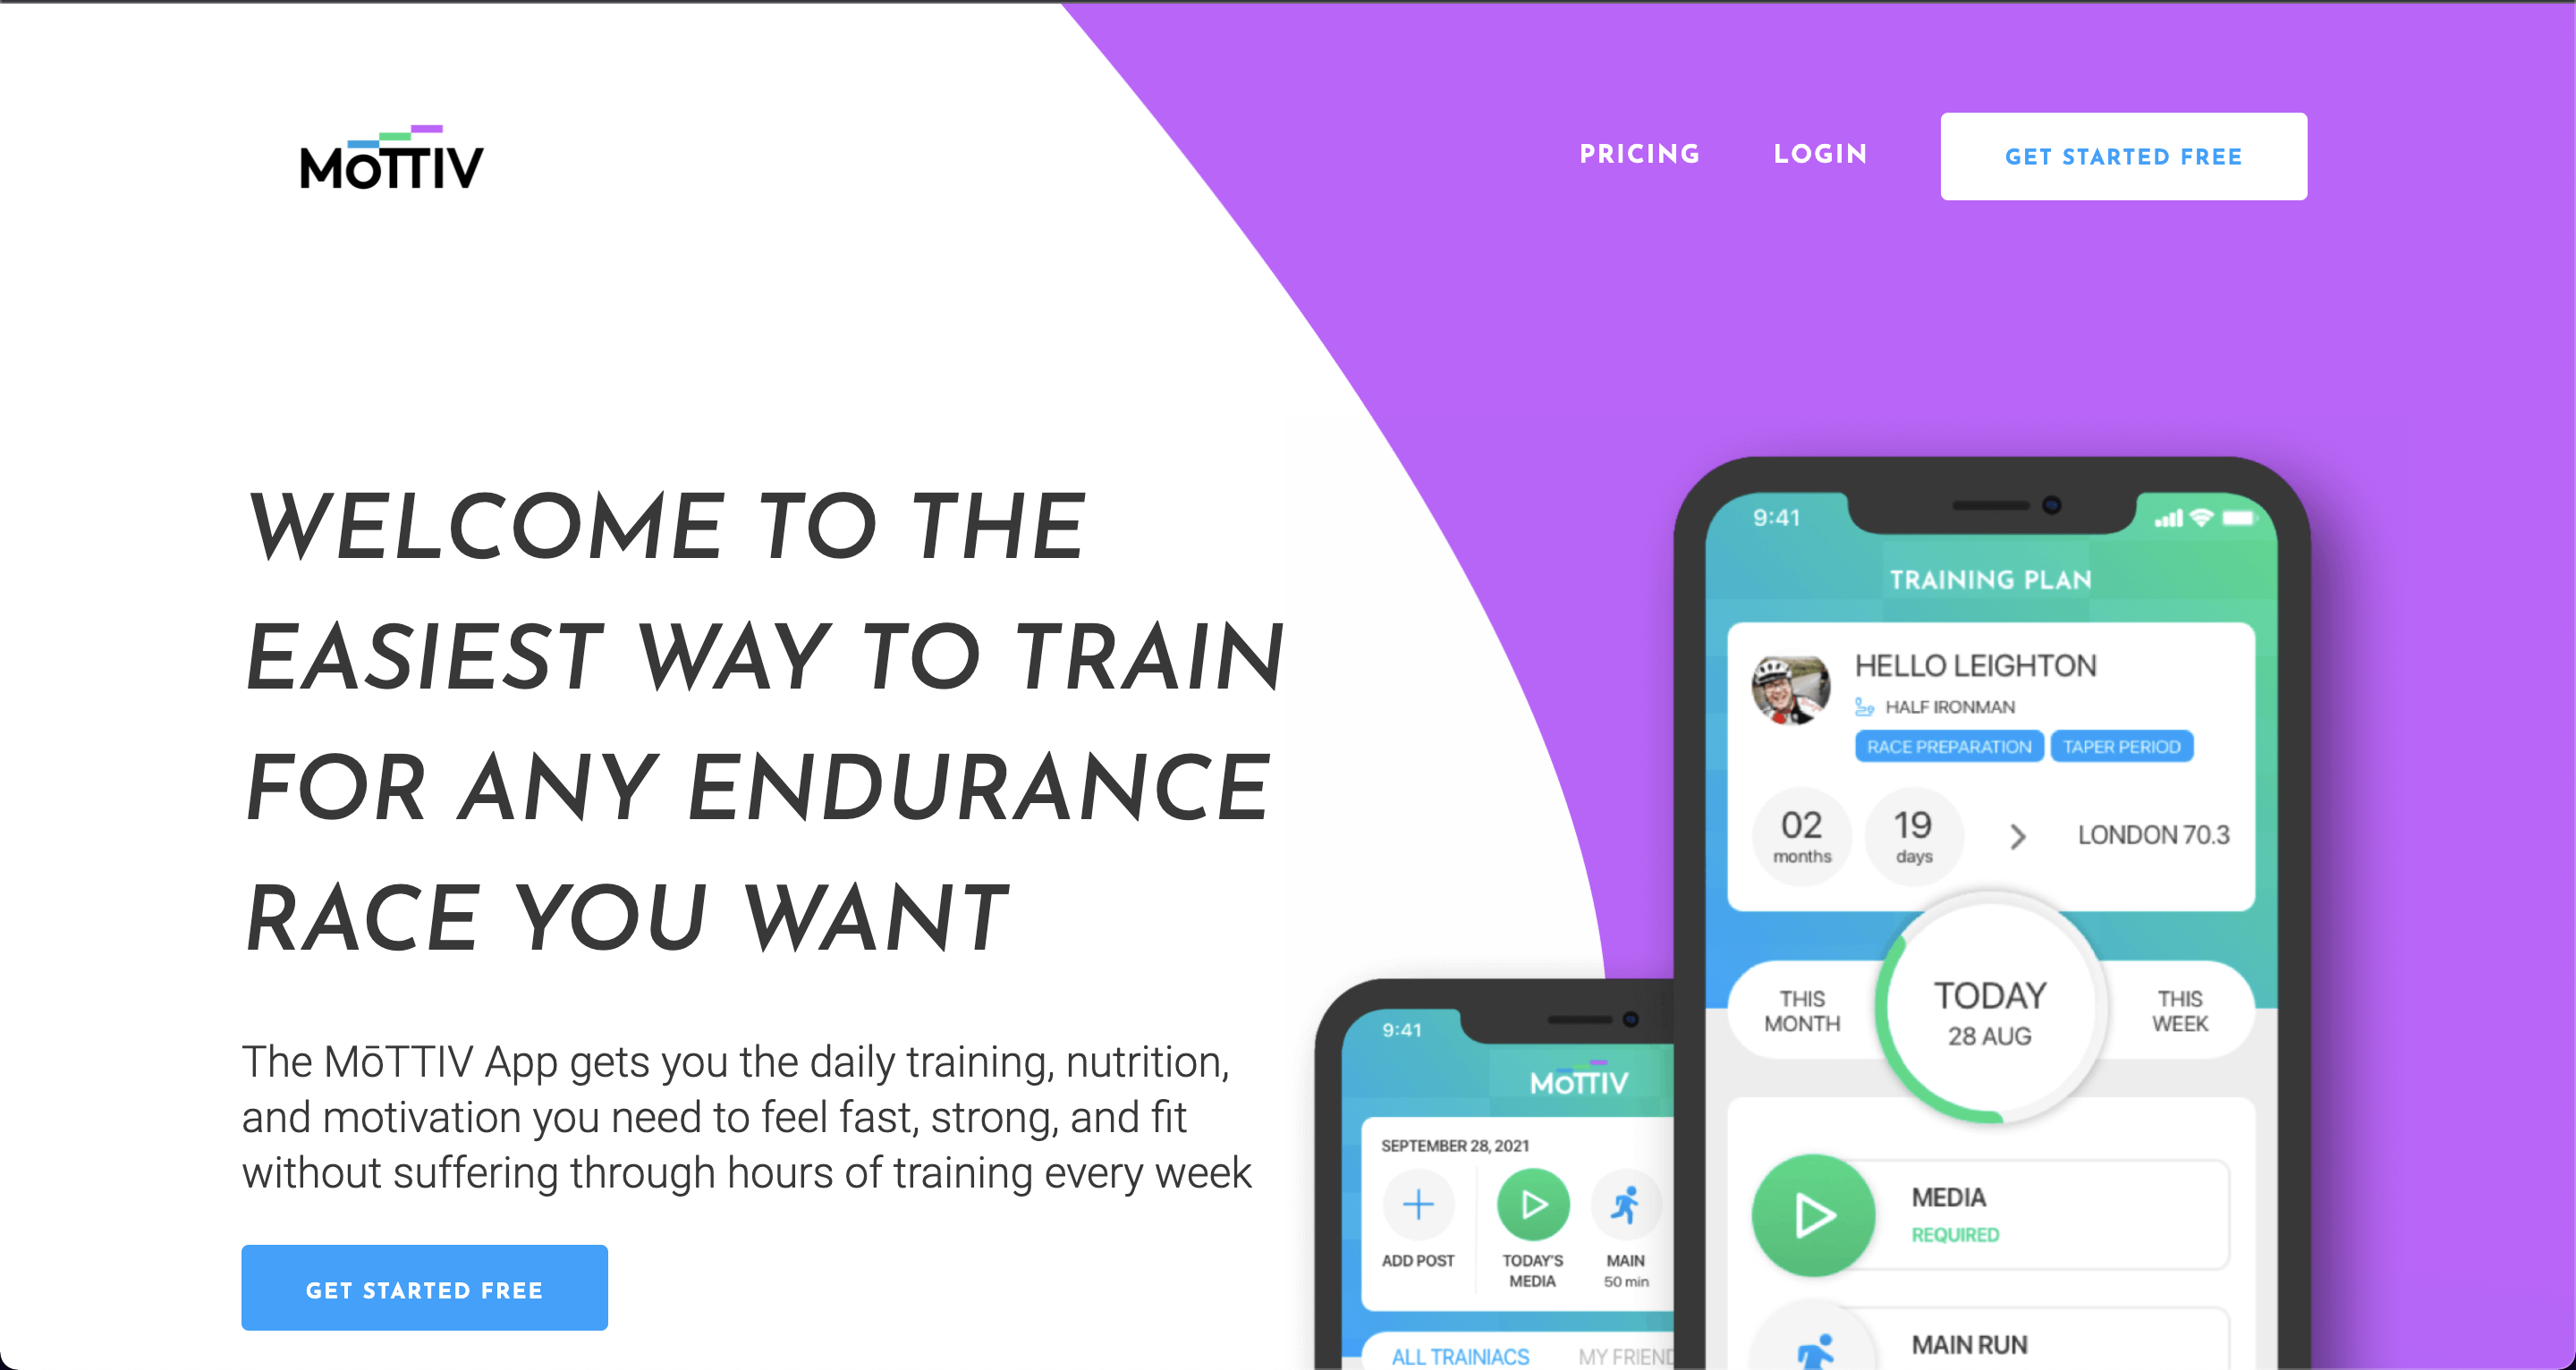 MōTTIV
PRICING
LOGIN
GET STARTED FREE
WELCOME TO THE
EASIEST WAY TO TRAIN
FOR ANY ENDURANCE
RACE YOU WANT
The MōTTIV App gets you the daily training, nutrition,
and motivation you need to feel fast, strong, and fit
without suffering through hours of training every week
GET STARTED FREE
9:41
MōTTIV
SEPTEMBER 28, 2021
ADD POST
TODAY'S
MEDIA
MAIN
50 min
ALL TRAINIACS
MY FRIEND
9:41
TRAINING PLAN
HELLO LEIGHTON
HALF IRONMAN
RACE PREPARATION
TAPER PERIOD
02
months
19
days
LONDON 70.3
THIS
MONTH
TODAY
28 AUG
THIS
WEEK
MEDIA
REQUIRED
MAIN RUN